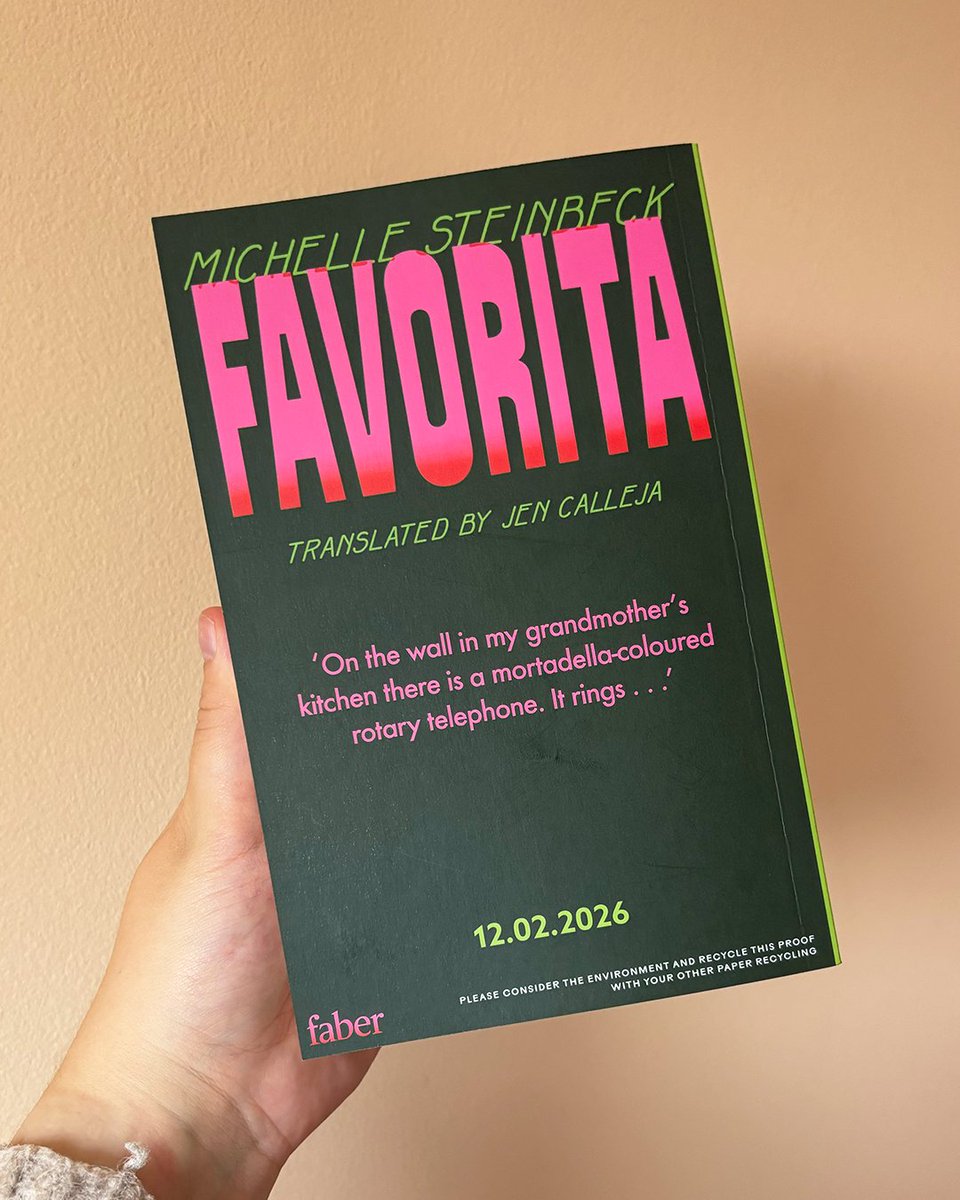 MICHELLE STEINBECK
FAVORITA
TRANSLATED BY JEN CALLEJA
‘On the wall in my grandmother’s
kitchen there is a mortadella-coloured
rotary telephone. It rings . . .’
12.02.2026
PLEASE CONSIDER THE ENVIRONMENT AND RECYCLE THIS PROOF
WITH YOUR OTHER PAPER RECYCLING
faber